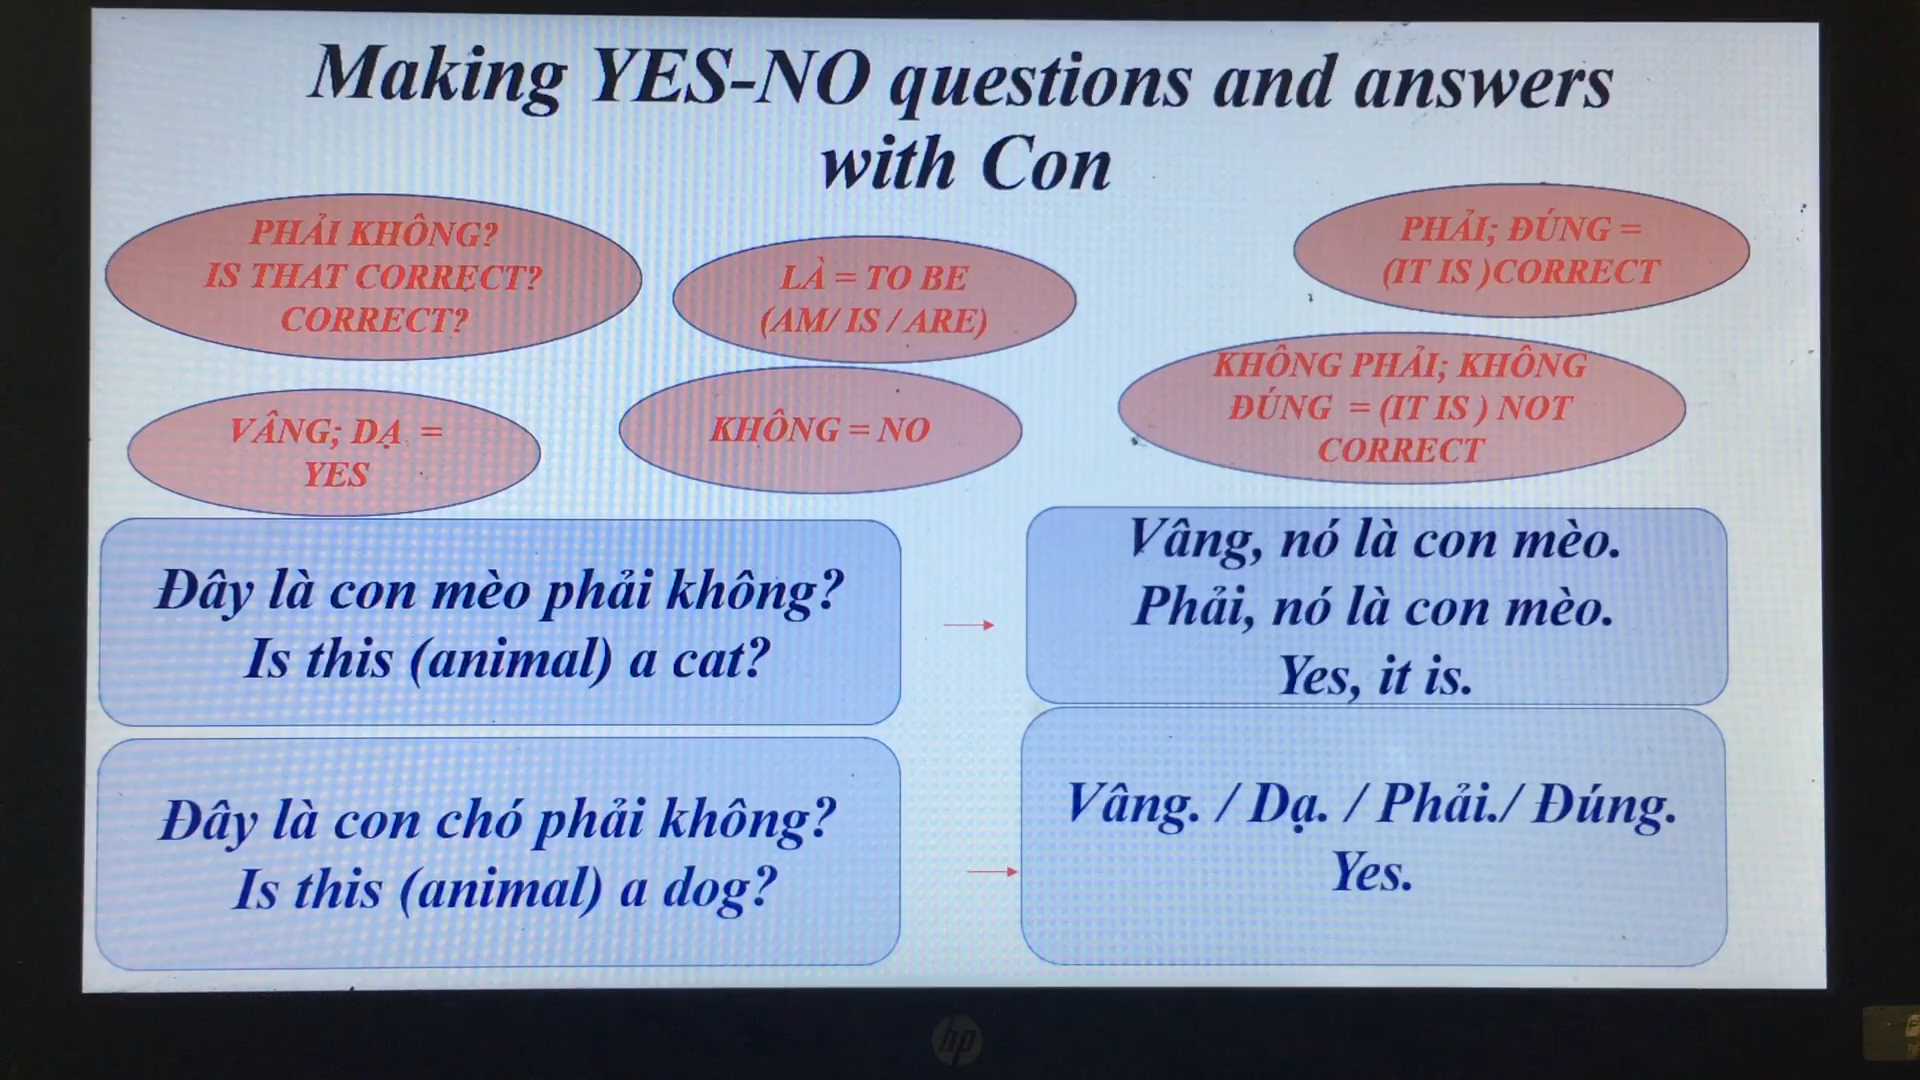 Making YES-NO questions and answers
with Con
PHẢI KHÔNG?
IS THAT CORRECT?
CORRECT?
LÀ = TO BE
(AM/ IS / ARE)
PHẢI; ĐÚNG =
(IT IS )CORRECT
VÂNG; DẠ =
YES
KHÔNG = NO
KHÔNG PHẢI; KHÔNG
ĐÚNG = (IT IS ) NOT
CORRECT
Đây là con mèo phải không?
Is this (animal) a cat?
Vâng, nó là con mèo.
Phải, nó là con mèo.
Yes, it is.
Đây là con chó phải không?
Is this (animal) a dog?
Vâng. / Dạ. / Phải./ Đúng.
Yes.
hp